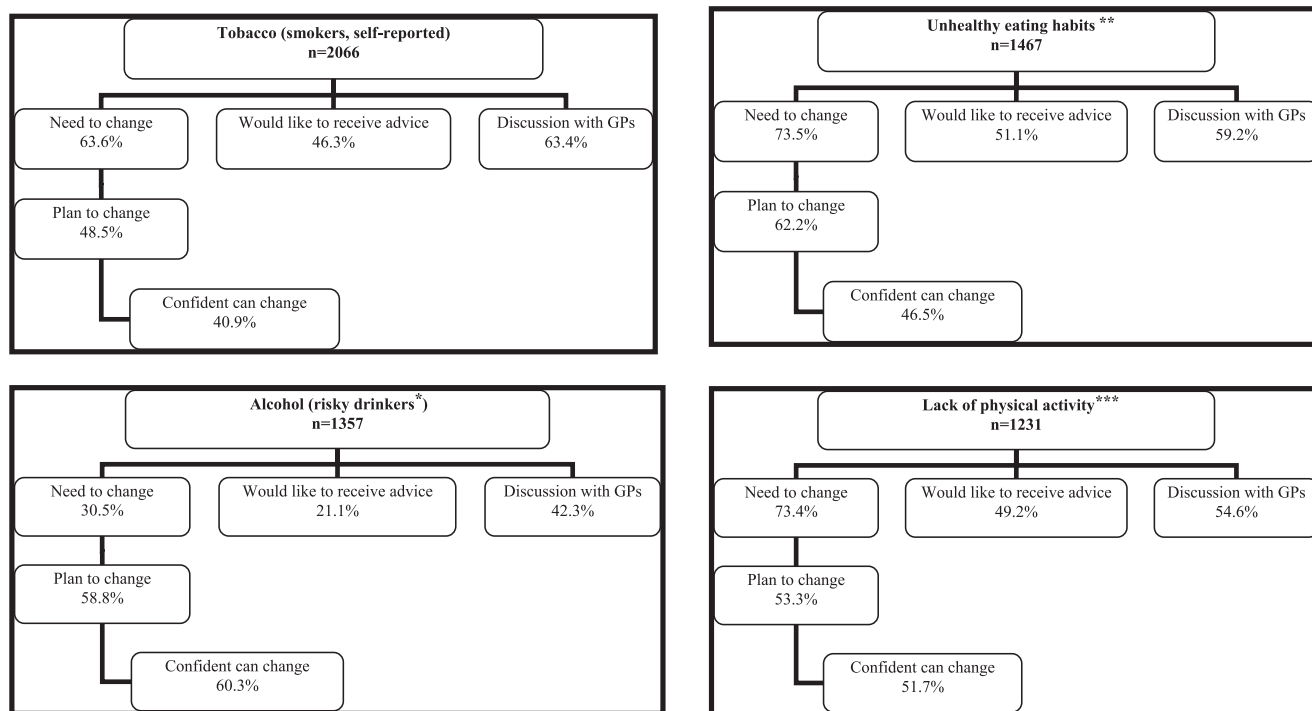 Tobacco (smokers, self-reported)
n=2066
Need to change
63.6%
Would like to receive advice
46.3%
Discussion with GPs
63.4%
Plan to change
48.5%
Confident can change
40.9%
Unhealthy eating habits **
n=1467
Need to change
73.5%
Would like to receive advice
51.1%
Discussion with GPs
59.2%
Plan to change
62.2%
Confident can change
46.5%
Alcohol (risky drinkers*)
n=1357
Need to change
30.5%
Would like to receive advice
21.1%
Discussion with GPs
42.3%
Plan to change
58.8%
Confident can change
60.3%
Lack of physical activity***
n=1231
Need to change
73.4%
Would like to receive advice
49.2%
Discussion with GPs
54.6%
Plan to change
53.3%
Confident can change
51.7%